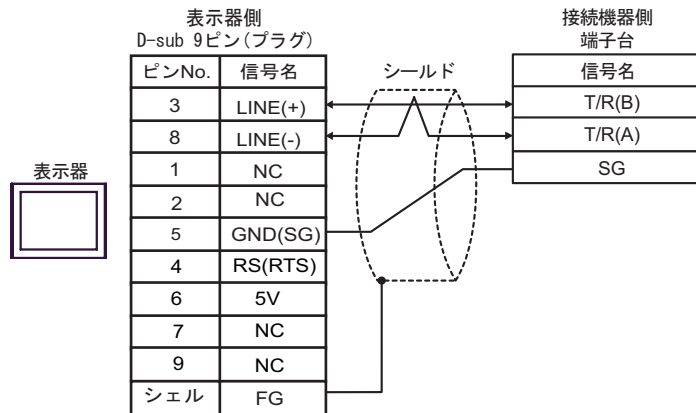 表示器側
D-sub 9ピン(プラグ)
接続機器側
端子台
ピンNo. 信号名
シールド
信号名
3 LINE(+)
T/R(B)
8 LINE(-)
T/R(A)
表示器
1 NC
SG
2 NC
5 GND(SG)
4 RS(RTS)
6 5V
7 NC
9 NC
シェル FG